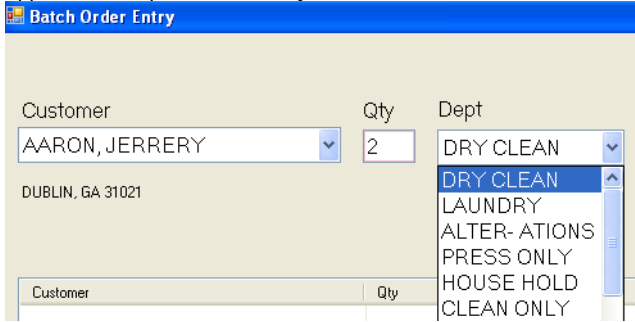 Batch Order Entry
Customer Qty Dept
AARON, JERRERY 2 DRY CLEAN
DUBLIN, GA 31021
DRY CLEAN
LAUNDRY
ALTER- ATIONS
PRESS ONLY
HOUSE HOLD
CLEAN ONLY
Customer Qty